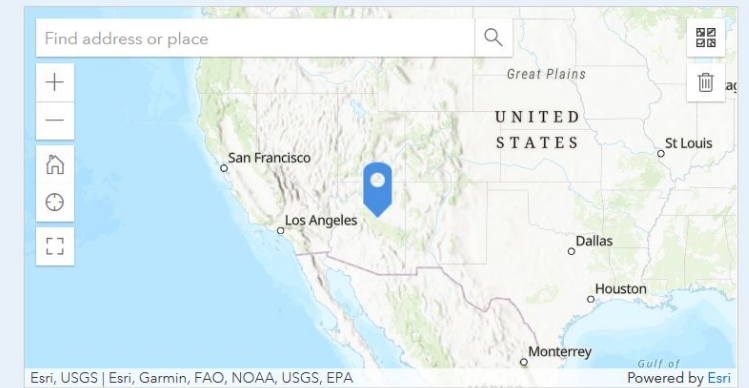 Find address or place
Great Plains
UNITED
STATES
St Louis
San Francisco
Los Angeles
Dallas
Houston
Monterrey
Gulf of
Esri, USGS | Esri, Garmin, FAO, NOAA, USGS, EPA
Powered by Esri